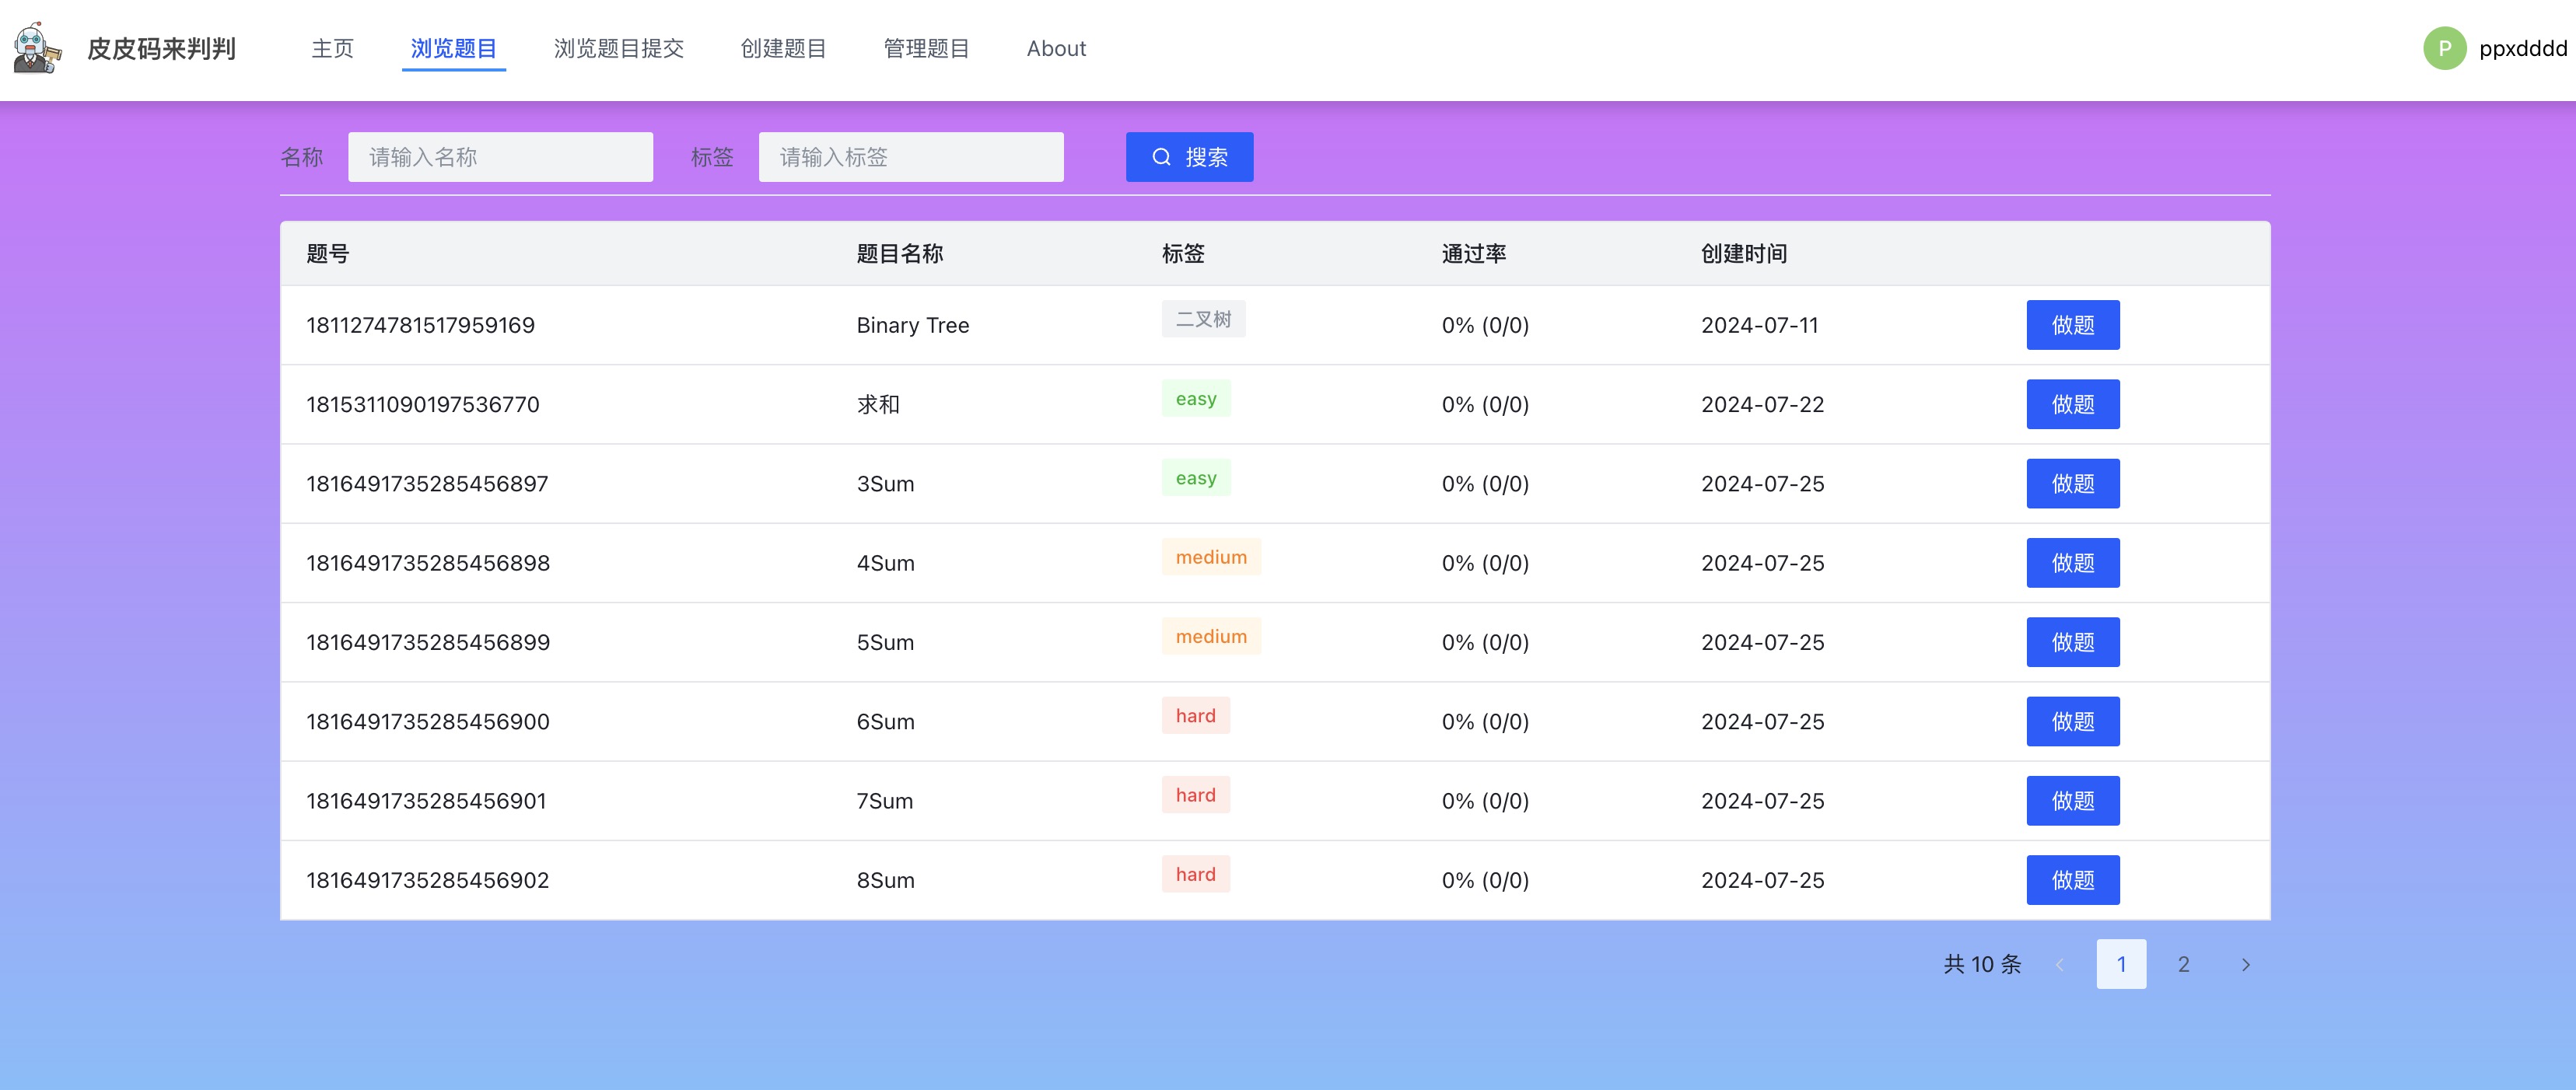 皮皮码来判判 主页 浏览题目 浏览题目提交 创建题目 管理题目 About P ppxdddd
名称 请输入名称 标签 请输入标签 搜索
题号 题目名称 标签 通过率 创建时间
1811274781517959169 Binary Tree 二叉树 0% (0/0) 2024-07-11 做题
1815311090197536770 求和 easy 0% (0/0) 2024-07-22 做题
1816491735285456897 3Sum easy 0% (0/0) 2024-07-25 做题
1816491735285456898 4Sum medium 0% (0/0) 2024-07-25 做题
1816491735285456899 5Sum medium 0% (0/0) 2024-07-25 做题
1816491735285456900 6Sum hard 0% (0/0) 2024-07-25 做题
1816491735285456901 7Sum hard 0% (0/0) 2024-07-25 做题
1816491735285456902 8Sum hard 0% (0/0) 2024-07-25 做题
共 10 条 1 2